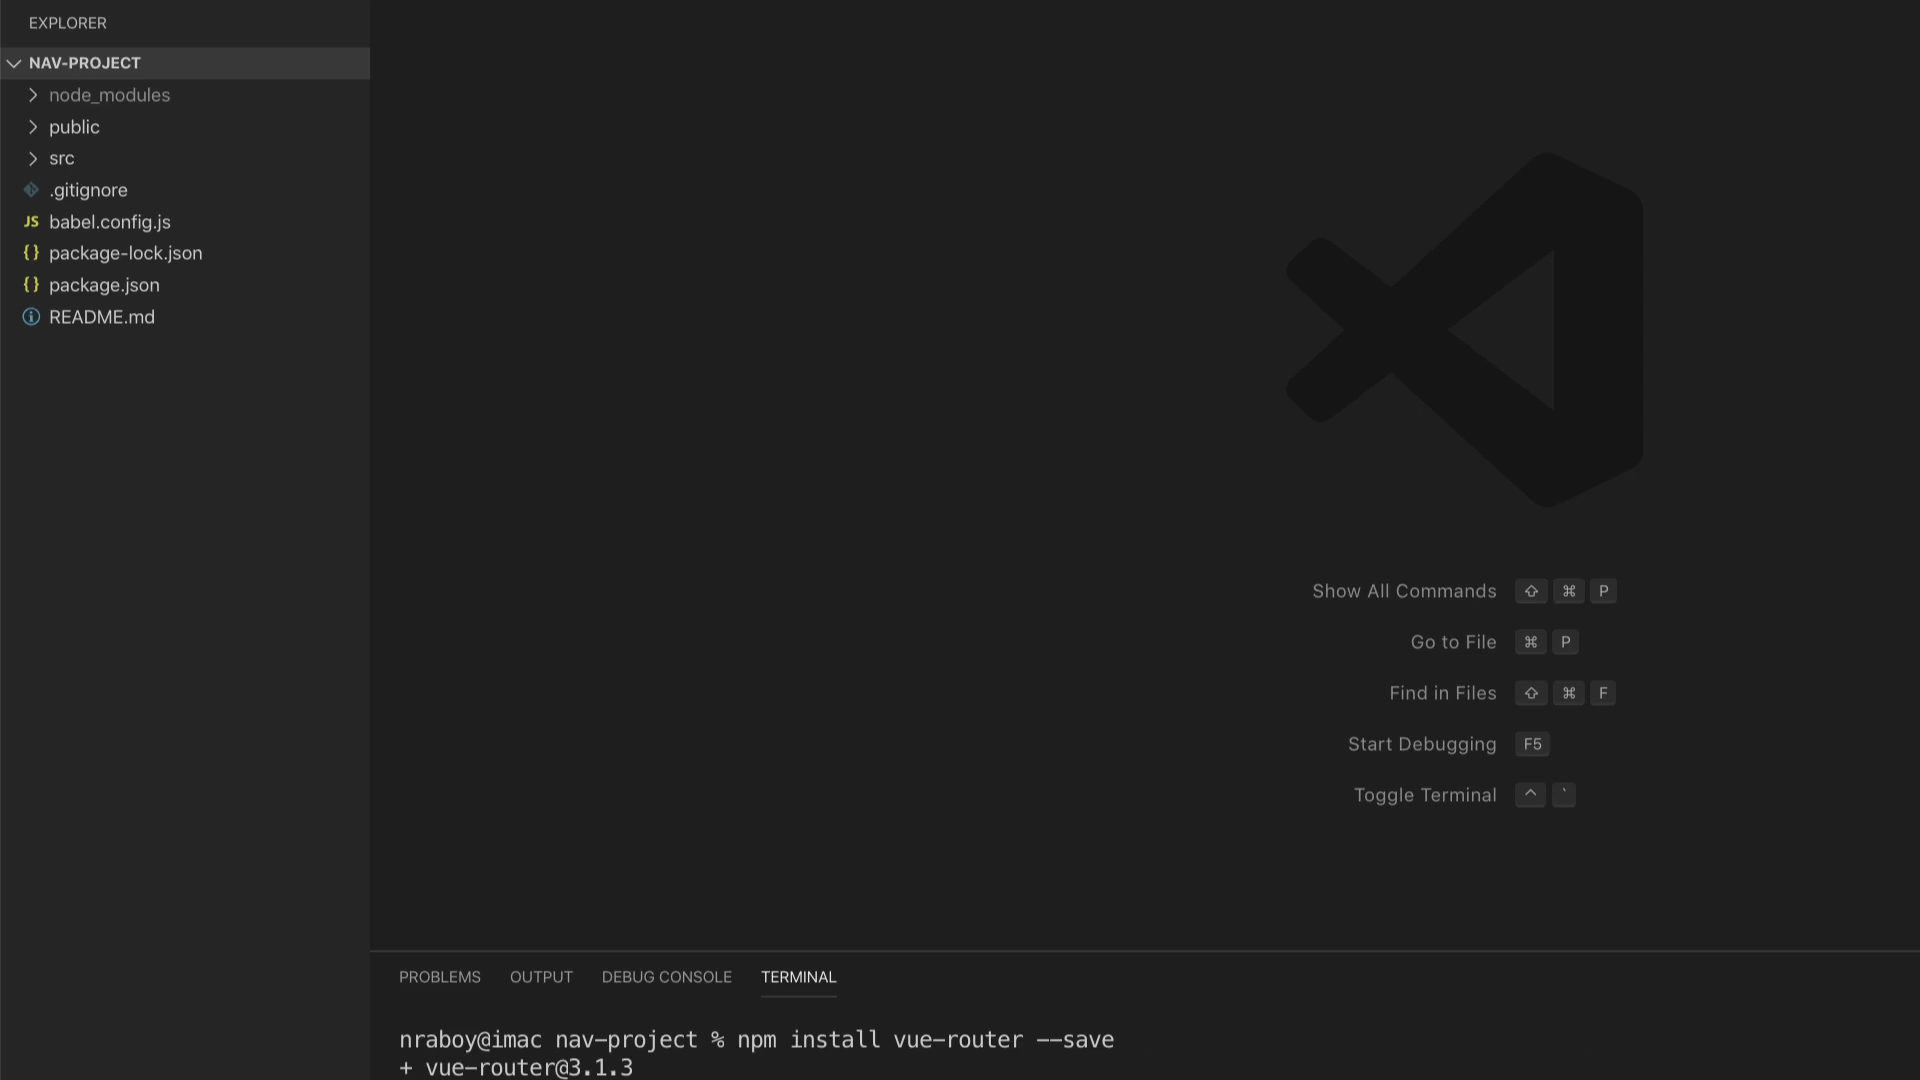 EXPLORER
NAV-PROJECT
node_modules
public
src
.gitignore
JS babel.config.js
{} package-lock.json
{} package.json
README.md
Show All Commands ⇧ ⌘ P
Go to File ⌘ P
Find in Files ⇧ ⌘ F
Start Debugging F5
Toggle Terminal ^ `
PROBLEMS OUTPUT DEBUG CONSOLE TERMINAL
nraboy@imac nav-project % npm install vue-router --save
+ vue-router@3.1.3